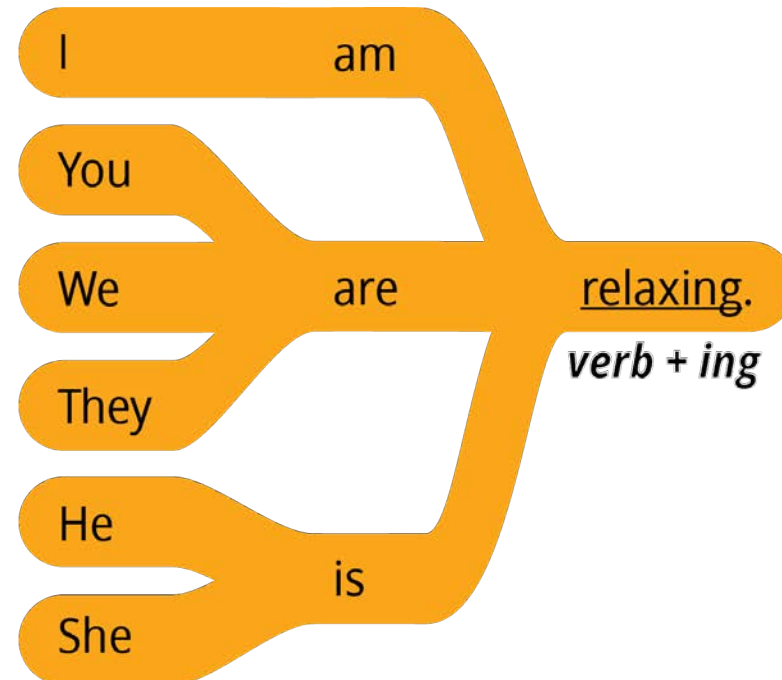 I am
You
We are relaxing.
verb + ing
They
He
is
She